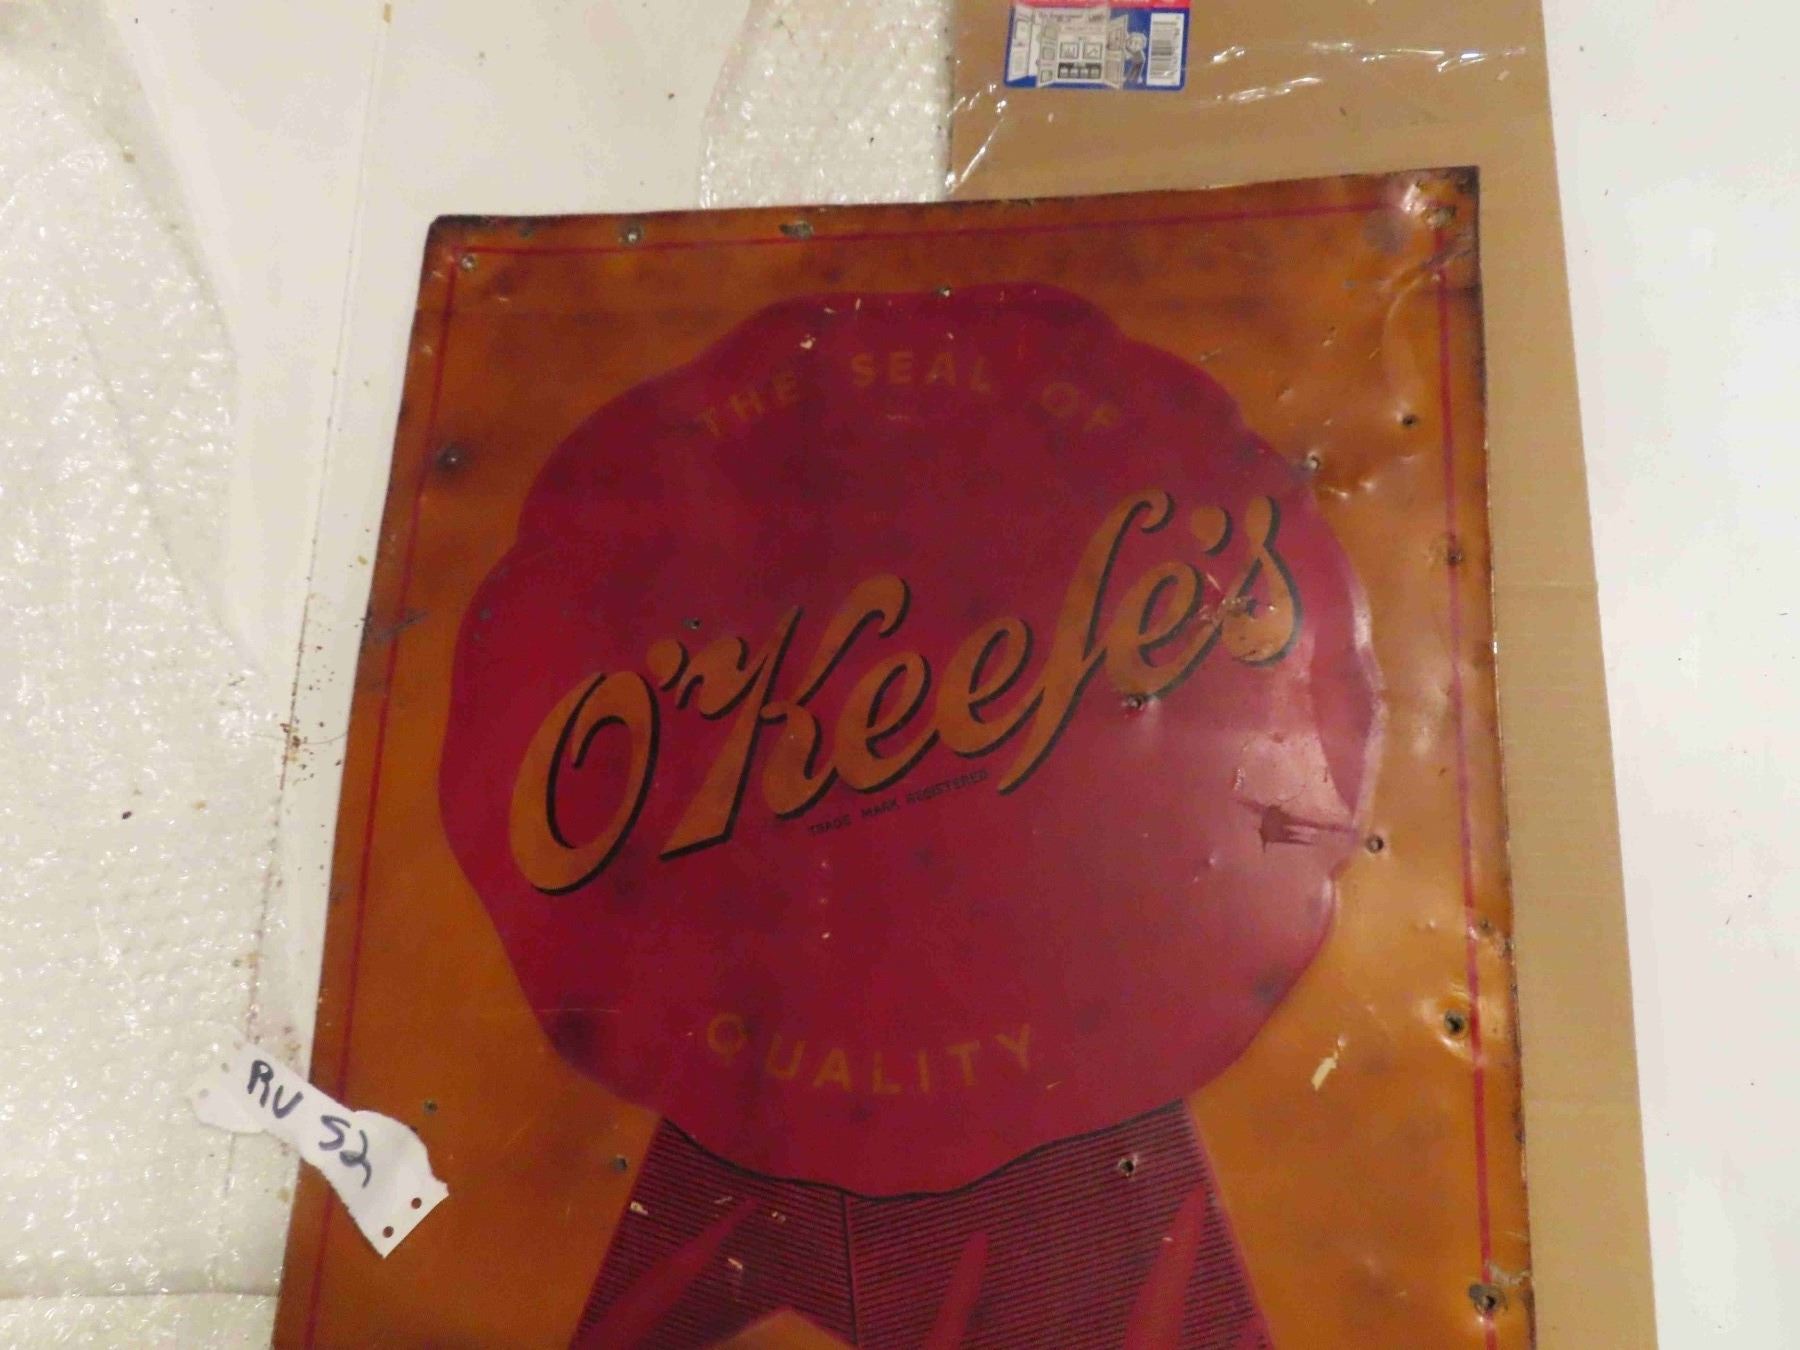 THE SEAL OF
O'Keefe's
TRADE MARK REGISTERED
QUALITY
RV 52